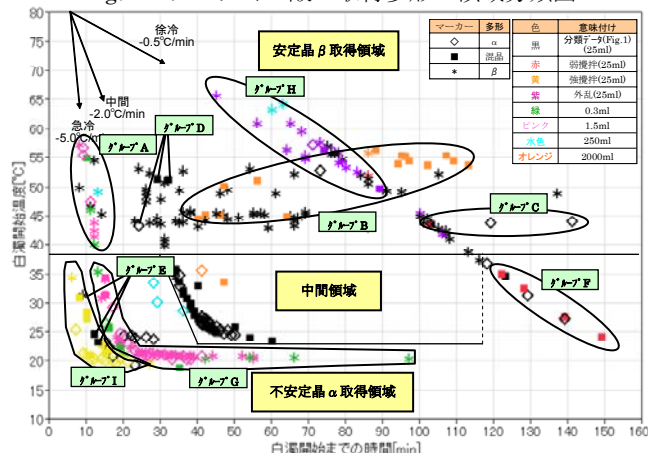 80
徐冷
-0.5℃/min
中間
-2.0℃/min
急冷
-5.0℃/min
安定晶β取得領域
マーカー 多形
◇ α
■ 混晶
* β
色 意味付け
黒 分類データ(Fig.1)(25ml)
赤 弱攪拌(25ml)
黄 強攪拌(25ml)
紫 外乱(25ml)
緑 0.3ml
ピンク 1.5ml
水色 250ml
オレンジ 2000ml
グループH
グループD
グループA
グループB
グループC
グループE
中間領域
グループF
グループI
グループG
不安定晶α取得領域
白濁開始温度[℃]
75
70
65
60
55
50
45
40
35
30
25
20
15
10
0 10 20 30 40 50 60 70 80 90 100 110 120 130 140 150 160
白濁開始までの時間[min]